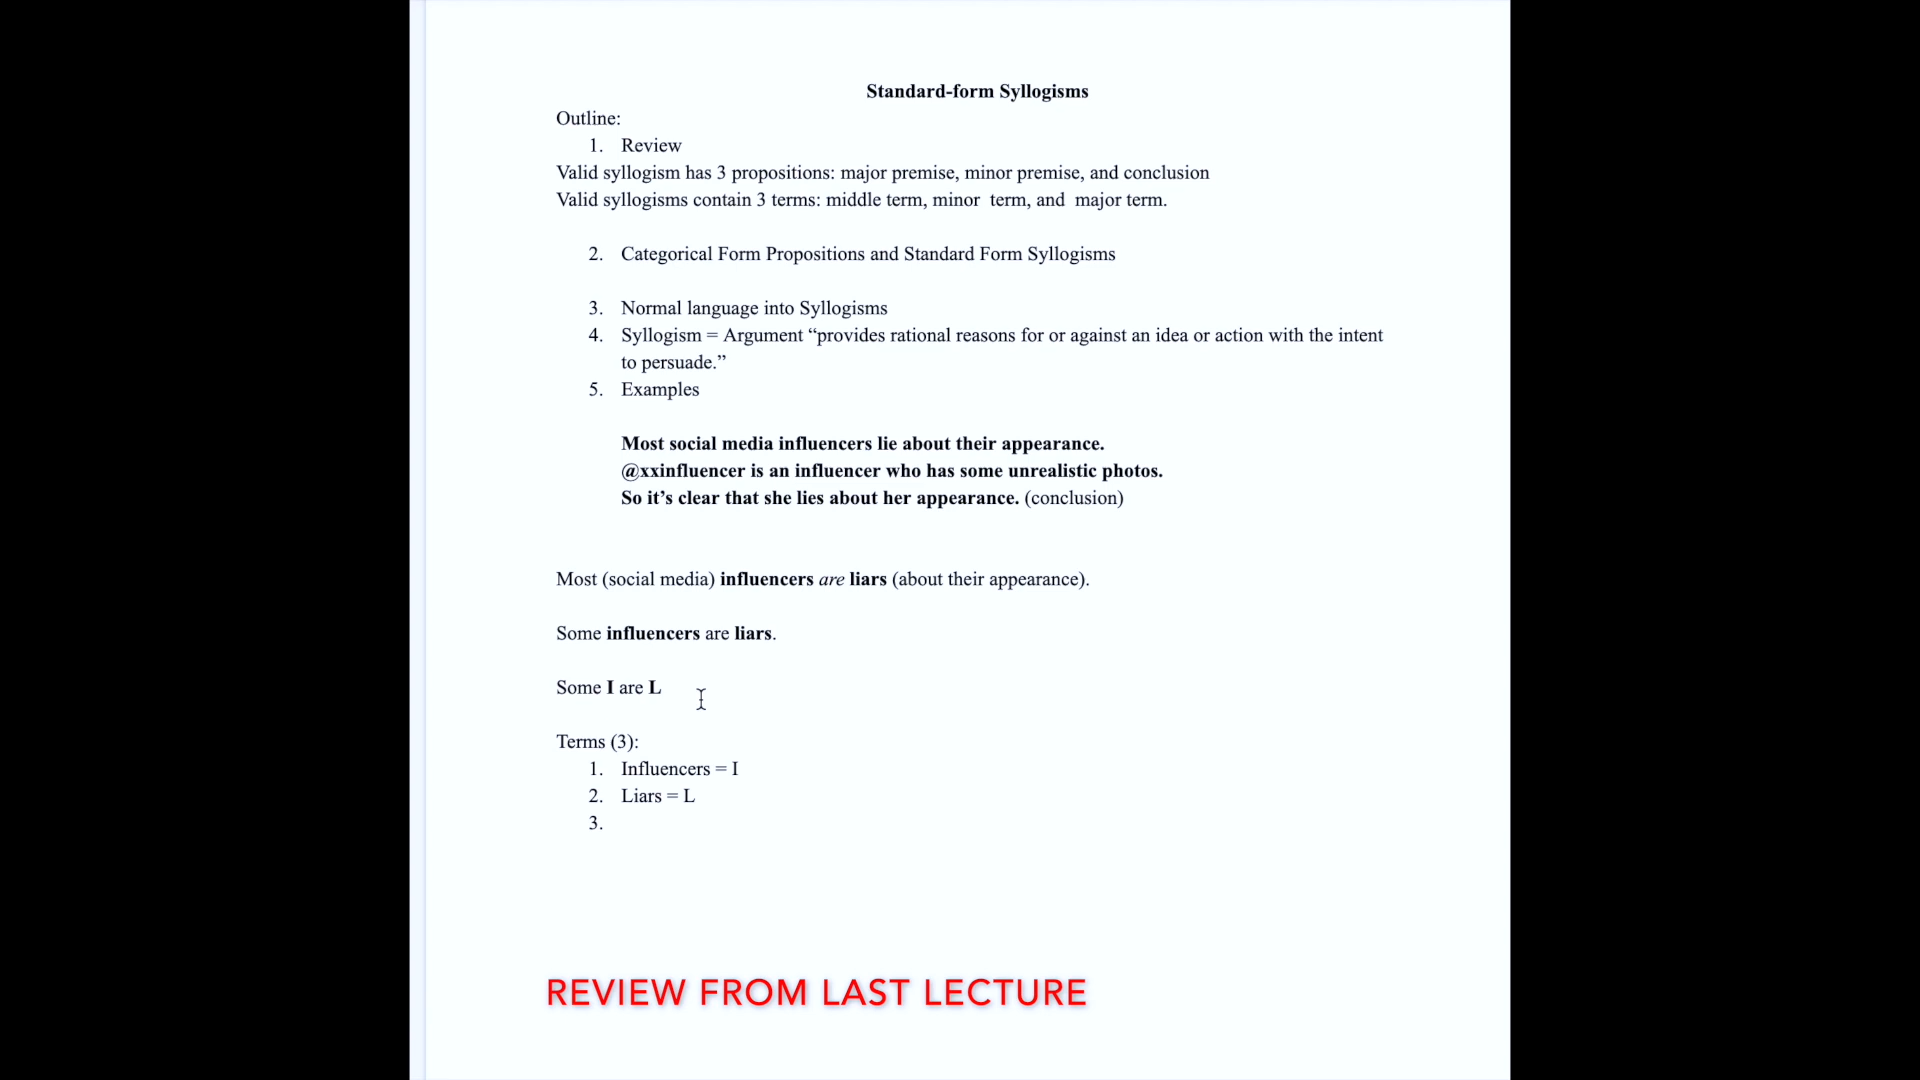 Standard-form Syllogisms
Outline:
1. Review
Valid syllogism has 3 propositions: major premise, minor premise, and conclusion
Valid syllogisms contain 3 terms: middle term, minor  term, and  major term.
2. Categorical Form Propositions and Standard Form Syllogisms
3. Normal language into Syllogisms
4. Syllogism = Argument “provides rational reasons for or against an idea or action with the intent
to persuade.”
5. Examples
Most social media influencers lie about their appearance.
@xxinfluencer is an influencer who has some unrealistic photos.
So it’s clear that she lies about her appearance. (conclusion)
Most (social media) influencers are liars (about their appearance).
Some influencers are liars.
Some I are L
Terms (3):
1. Influencers = I
2. Liars = L
3.
REVIEW FROM LAST LECTURE